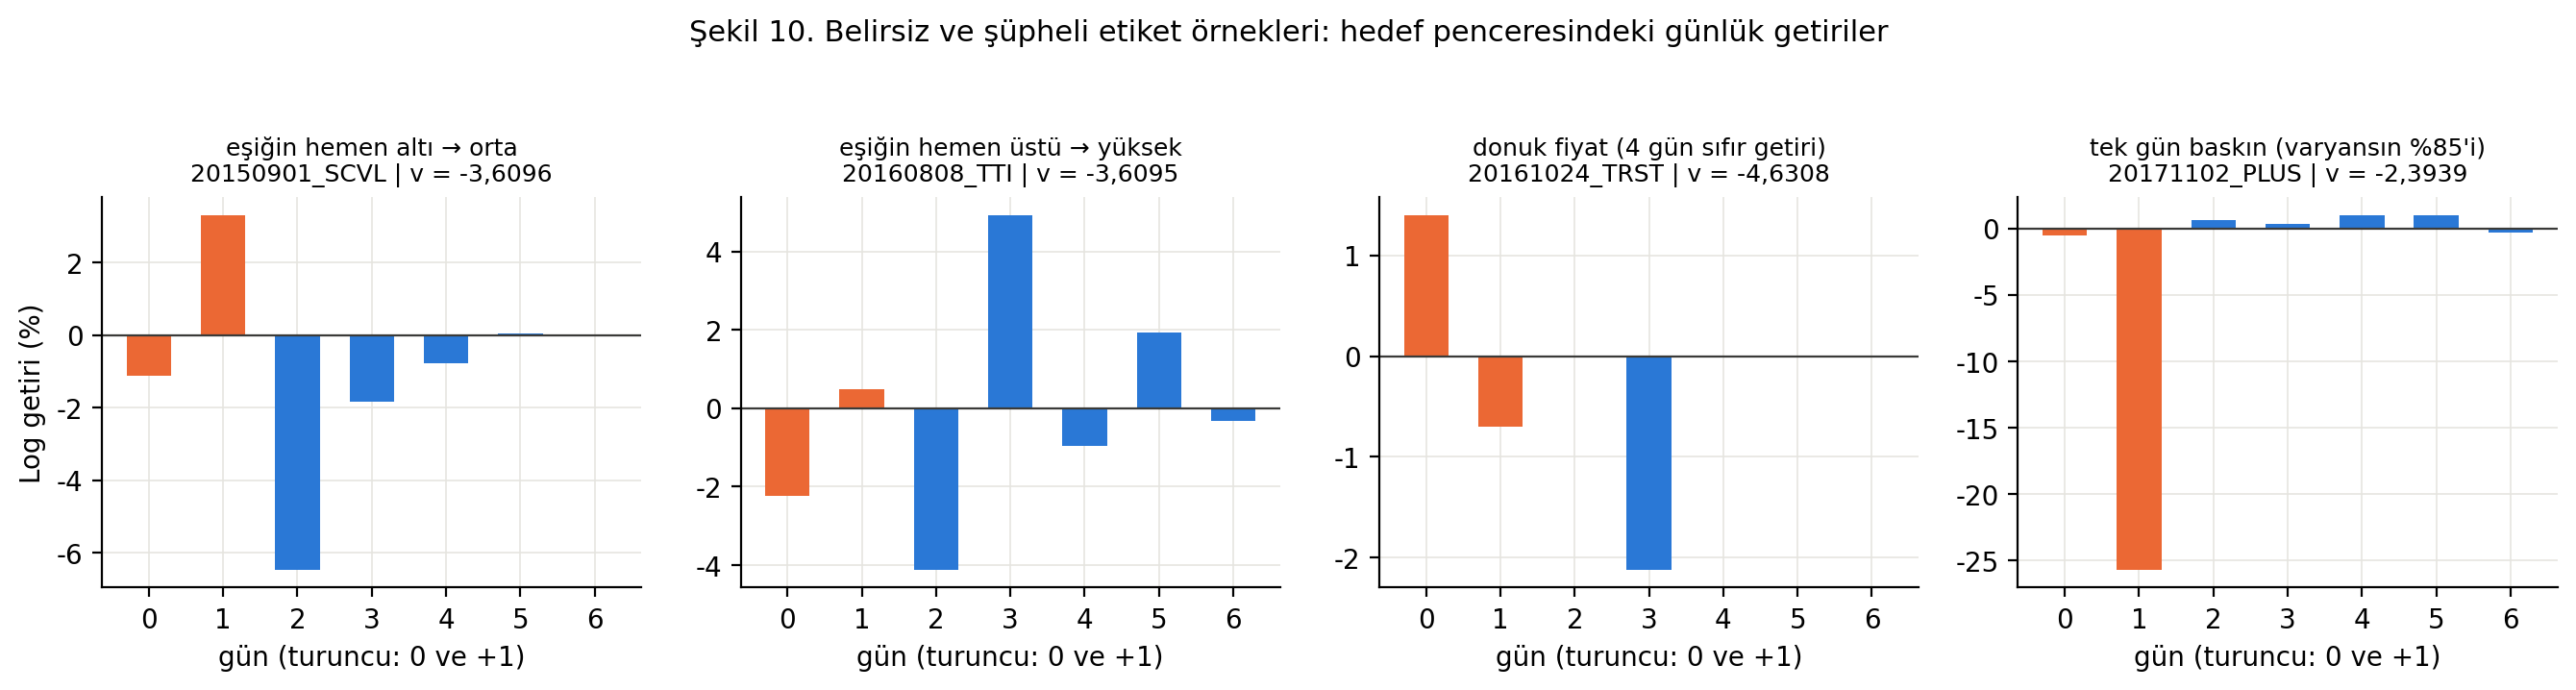 Şekil 10. Belirsiz ve şüpheli etiket örnekleri: hedef penceresindeki günlük getiriler
eşiğin hemen altı → orta
20150901_SCVL | v = -3,6096
Log getiri (%)
2
0
-2
-4
-6
0 1 2 3 4 5 6
gün (turuncu: 0 ve +1)
eşiğin hemen üstü → yüksek
20160808_TTI | v = -3,6095
4
2
0
-2
-4
0 1 2 3 4 5 6
gün (turuncu: 0 ve +1)
donuk fiyat (4 gün sıfır getiri)
20161024_TRST | v = -4,6308
1
0
-1
-2
0 1 2 3 4 5 6
gün (turuncu: 0 ve +1)
tek gün baskın (varyansın %85'i)
20171102_PLUS | v = -2,3939
0
-5
-10
-15
-20
-25
0 1 2 3 4 5 6
gün (turuncu: 0 ve +1)